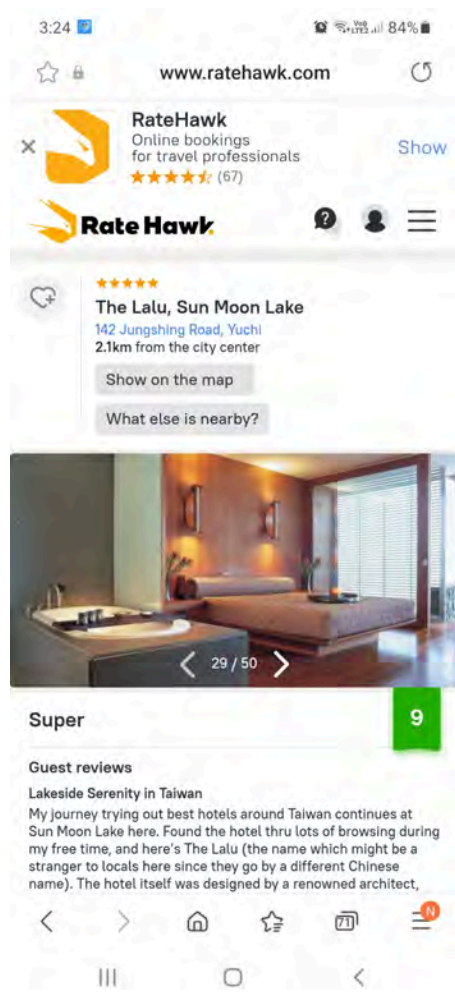 3:24
Vo))
LTE2
84%
www.ratehawk.com
RateHawk
Online bookings
for travel professionals
(67)
Show
Rate Hawk.
The Lalu, Sun Moon Lake
142 Jungshing Road, Yuchi
2.1km from the city center
Show on the map
What else is nearby?
29 / 50
Super
9
Guest reviews
Lakeside Serenity in Taiwan
My journey trying out best hotels around Taiwan continues at
Sun Moon Lake here. Found the hotel thru lots of browsing during
my free time, and here's The Lalu (the name which might be a
stranger to locals here since they go by a different Chinese
name). The hotel itself was designed by a renowned architect,
71
N